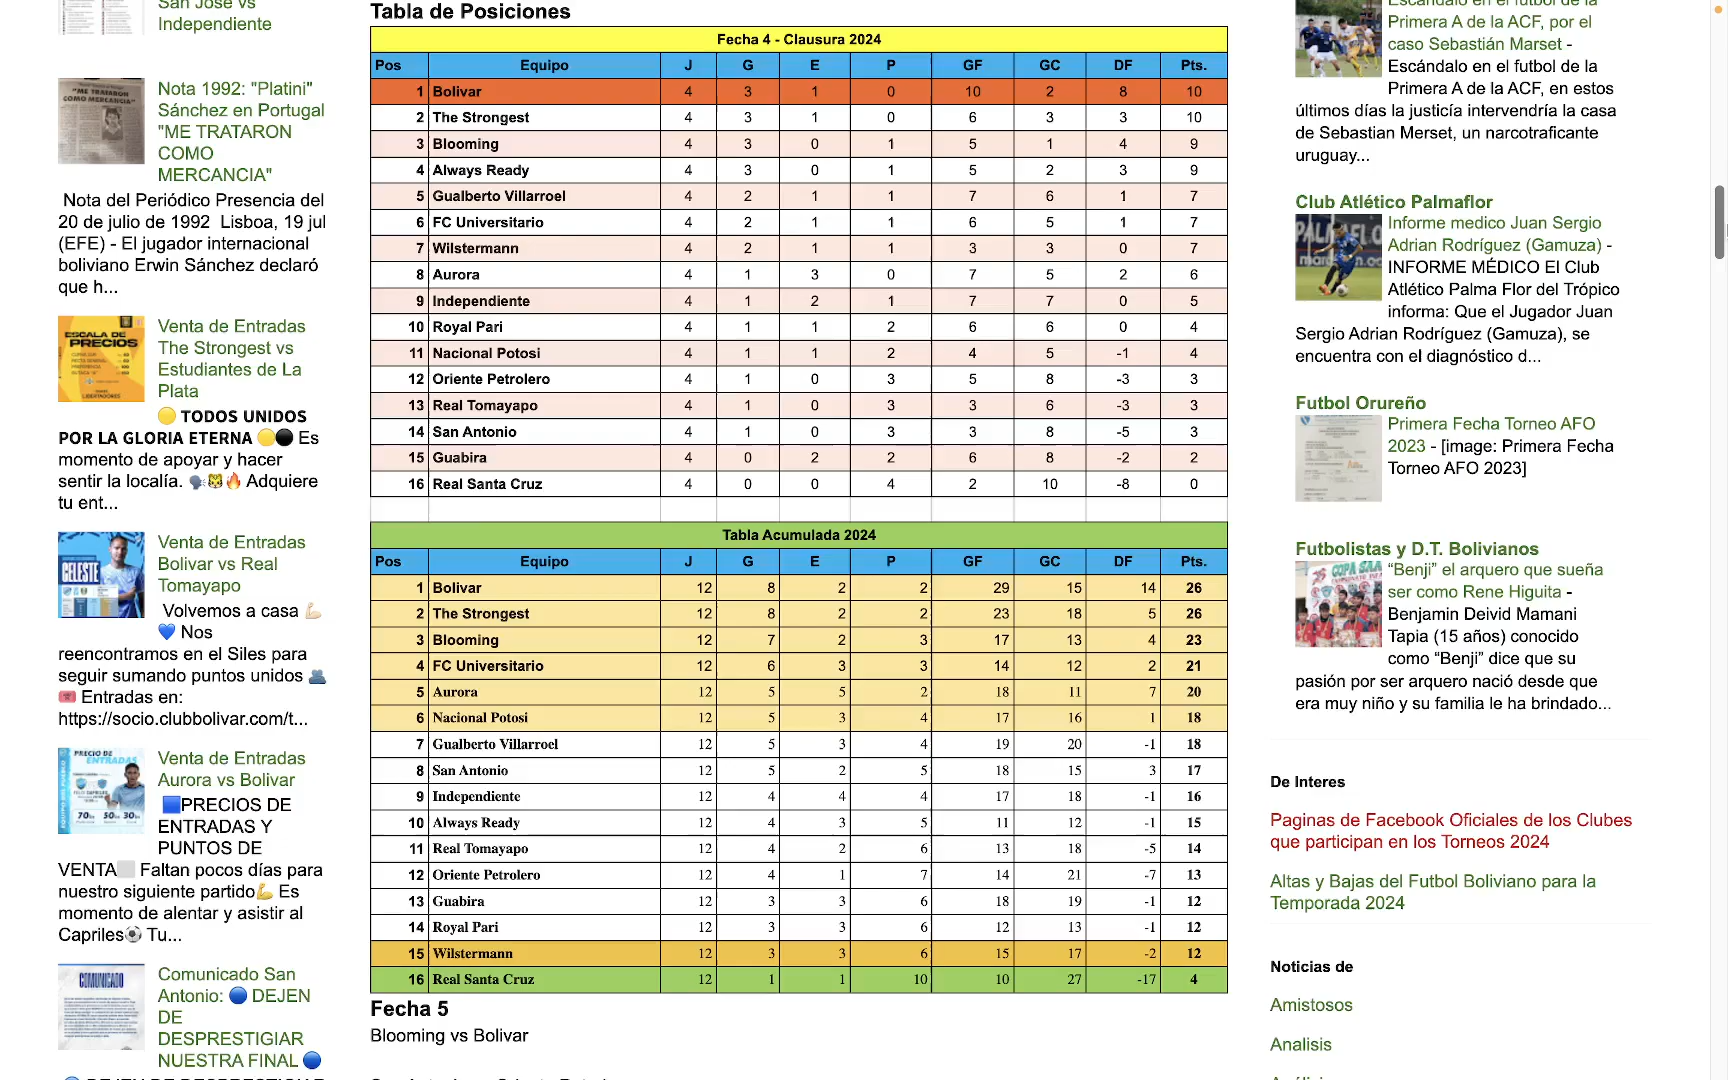 San Jose vs
Independiente
Nota 1992: "Platini"
Sánchez en Portugal
"ME TRATARON
COMO
MERCANCIA"
Nota del Periódico Presencia del
20 de julio de 1992 Lisboa, 19 jul
(EFE) - El jugador internacional
boliviano Erwin Sánchez declaró
que h...
"ME TRATARON
COMO MERCANCIA"
Venta de Entradas
The Strongest vs
Estudiantes de La
Plata
ESCALA DE
PRECIOS
🟡 TODOS UNIDOS
POR LA GLORIA ETERNA 🟡⚫ Es
momento de apoyar y hacer
sentir la localía. 🗣🐯🔥 Adquiere
tu ent...
Venta de Entradas
Bolivar vs Real
Tomayapo
CELESTE
Volvemos a casa 💪🏻
💙 Nos
reencontramos en el Siles para
seguir sumando puntos unidos 👥
🎟 Entradas en:
https://socio.clubbolivar.com/t...
Venta de Entradas
Aurora vs Bolivar
PRECIO DE
ENTRADAS
EQUIPO DEL PUEBLO
70 50 30
🟦PRECIOS DE
ENTRADAS Y
PUNTOS DE
VENTA⬜ Faltan pocos días para
nuestro siguiente partido💪 Es
momento de alentar y asistir al
Capriles⚽ Tu...
Comunicado San
Antonio: 🔵 DEJEN
DE
DESPRESTIGIAR
NUESTRA FINAL 🔵
COMUNICADO
Tabla de Posiciones
Fecha 4 - Clausura 2024
Pos Equipo J G E P GF GC DF Pts.
1 Bolivar 4 3 1 0 10 2 8 10
2 The Strongest 4 3 1 0 6 3 3 10
3 Blooming 4 3 0 1 5 1 4 9
4 Always Ready 4 3 0 1 5 2 3 9
5 Gualberto Villarroel 4 2 1 1 7 6 1 7
6 FC Universitario 4 2 1 1 6 5 1 7
7 Wilstermann 4 2 1 1 3 3 0 7
8 Aurora 4 1 3 0 7 5 2 6
9 Independiente 4 1 2 1 7 7 0 5
10 Royal Pari 4 1 1 2 6 6 0 4
11 Nacional Potosi 4 1 1 2 4 5 -1 4
12 Oriente Petrolero 4 1 0 3 5 8 -3 3
13 Real Tomayapo 4 1 0 3 3 6 -3 3
14 San Antonio 4 1 0 3 3 8 -5 3
15 Guabira 4 0 2 2 6 8 -2 2
16 Real Santa Cruz 4 0 0 4 2 10 -8 0
Tabla Acumulada 2024
Pos Equipo J G E P GF GC DF Pts.
1 Bolivar 12 8 2 2 29 15 14 26
2 The Strongest 12 8 2 2 23 18 5 26
3 Blooming 12 7 2 3 17 13 4 23
4 FC Universitario 12 6 3 3 14 12 2 21
5 Aurora 12 5 5 2 18 11 7 20
6 Nacional Potosi 12 5 3 4 17 16 1 18
7 Gualberto Villarroel 12 5 3 4 19 20 -1 18
8 San Antonio 12 5 2 5 18 15 3 17
9 Independiente 12 4 4 4 17 18 -1 16
10 Always Ready 12 4 3 5 11 12 -1 15
11 Real Tomayapo 12 4 2 6 13 18 -5 14
12 Oriente Petrolero 12 4 1 7 14 21 -7 13
13 Guabira 12 3 3 6 18 19 -1 12
14 Royal Pari 12 3 3 6 12 13 -1 12
15 Wilstermann 12 3 3 6 15 17 -2 12
16 Real Santa Cruz 12 1 1 10 10 27 -17 4
Fecha 5
Blooming vs Bolivar
Escándalo en el futbol de la
Primera A de la ACF, por el
caso Sebastián Marset -
Escándalo en el futbol de la
Primera A de la ACF, en estos
últimos días la justicía intervendría la casa
de Sebastian Merset, un narcotraficante
uruguay...
Club Atlético Palmaflor
Informe medico Juan Sergio
Adrian Rodríguez (Gamuza) -
INFORME MÉDICO El Club
Atlético Palma Flor del Trópico
informa: Que el Jugador Juan
Sergio Adrian Rodríguez (Gamuza), se
encuentra con el diagnóstico d...
Futbol Orureño
Primera Fecha Torneo AFO
2023 - [image: Primera Fecha
Torneo AFO 2023]
Futbolistas y D.T. Bolivianos
“Benji” el arquero que sueña
ser como Rene Higuita -
Benjamin Deivid Mamani
Tapia (15 años) conocido
como “Benji” dice que su
pasión por ser arquero nació desde que
era muy niño y su familia le ha brindado...
De Interes
Paginas de Facebook Oficiales de los Clubes
que participan en los Torneos 2024
Altas y Bajas del Futbol Boliviano para la
Temporada 2024
Noticias de
Amistosos
Analisis